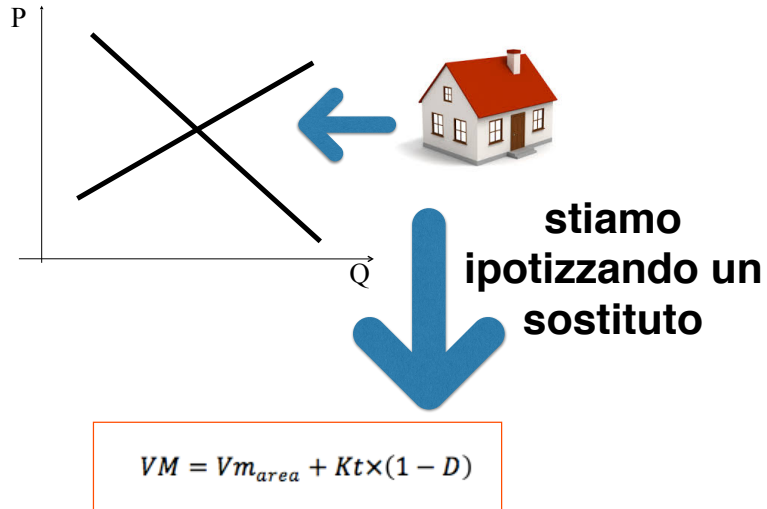 P
Q
stiamo
ipotizzando un
sostituto
VM = Vm_area + Kt×(1 − D)